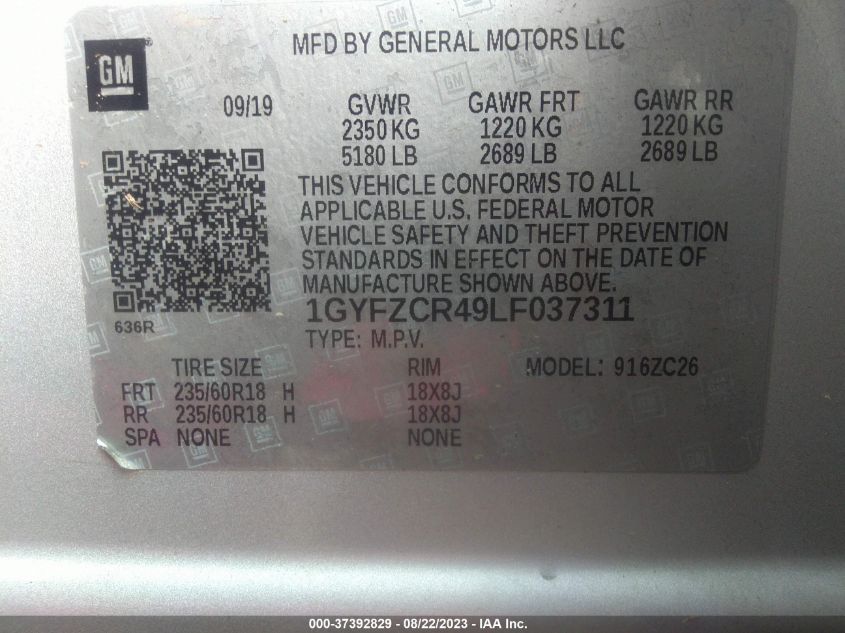 MFD BY GENERAL MOTORS LLC
GM
09/19 GVWR GAWR FRT GAWR RR
2350 KG 1220 KG 1220 KG
5180 LB 2689 LB 2689 LB
THIS VEHICLE CONFORMS TO ALL
APPLICABLE U.S. FEDERAL MOTOR
VEHICLE SAFETY AND THEFT PREVENTION
STANDARDS IN EFFECT ON THE DATE OF
MANUFACTURE SHOWN ABOVE.
1GYFZCR49LF037311
636R
TYPE: M.P.V.
TIRE SIZE RIM MODEL: 916ZC26
FRT 235/60R18 H 18X8J
RR 235/60R18 H 18X8J
SPA NONE NONE
000-37392829 - 08/22/2023 - IAA Inc.